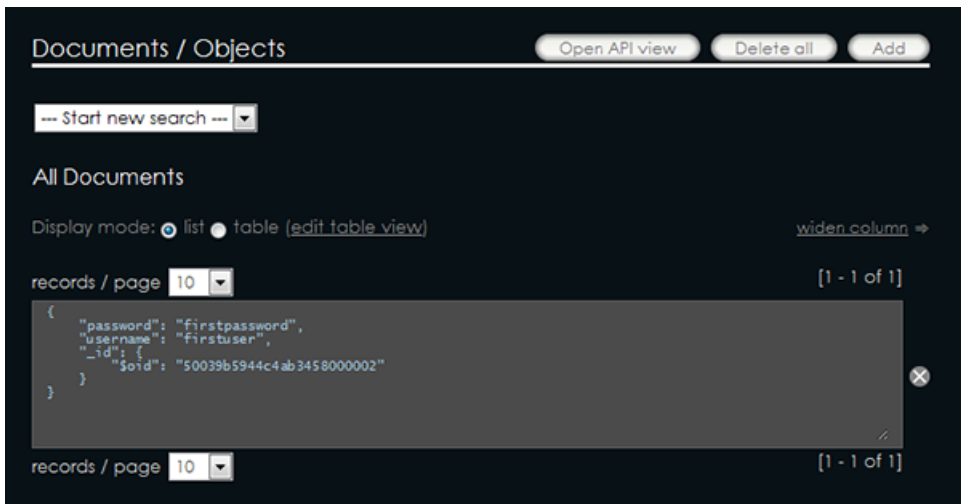 Documents / Objects Open API view Delete all Add
--- Start new search ---
All Documents
Display mode: list table (edit table view) widen column ⇒
records / page 10 [1 - 1 of 1]
{
"password": "firstpassword",
"username": "firstuser",
"_id": {
"$oid": "50039b5944c4ab3458000002"
}
}
records / page 10 [1 - 1 of 1]